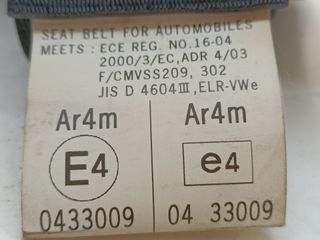 SEAT BELT FOR AUTOMOBILES
MEETS : ECE REG. NO.16-04
2000/3/EC, ADR 4/03
F/CMVSS209, 302
JIS D 4604III, ELR-VWe
Ar4m Ar4m
E4 e4
0433009 04 33009